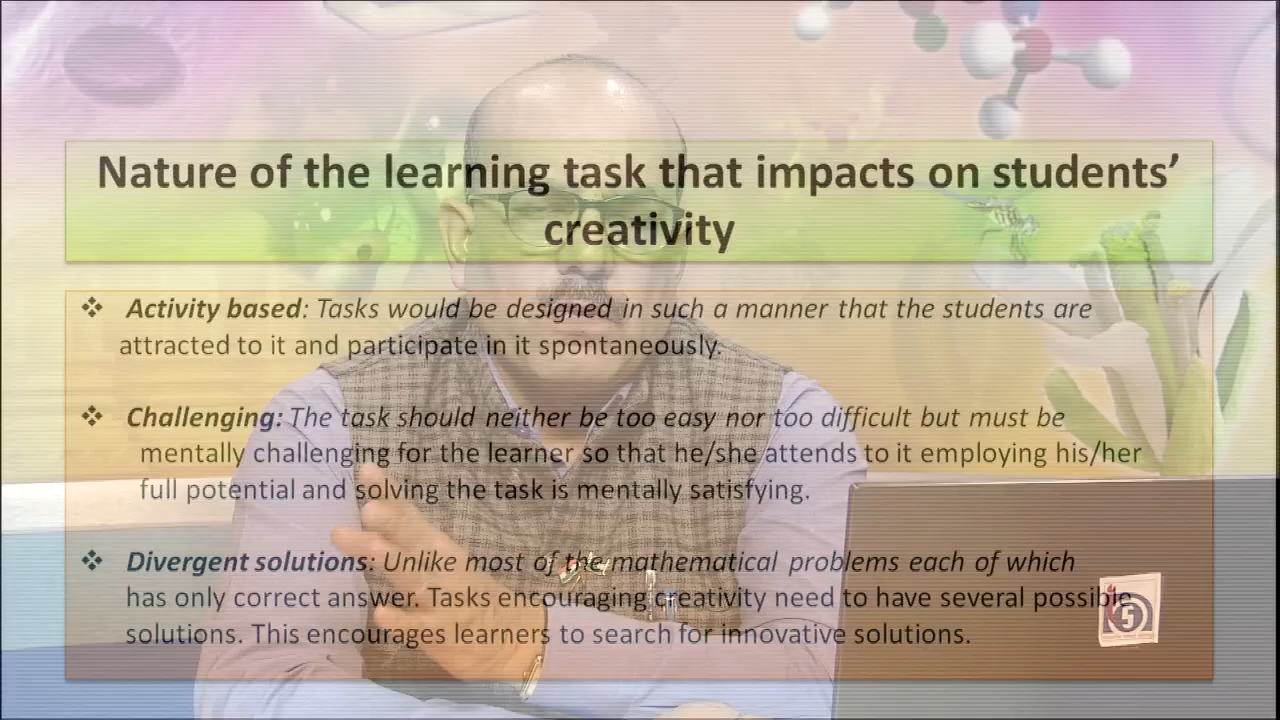 Nature of the learning task that impacts on students’
creativity
❖ Activity based: Tasks would be designed in such a manner that the students are
attracted to it and participate in it spontaneously.
❖ Challenging: The task should neither be too easy nor too difficult but must be
mentally challenging for the learner so that he/she attends to it employing his/her
full potential and solving the task is mentally satisfying.
❖ Divergent solutions: Unlike most of the mathematical problems each of which
has only correct answer. Tasks encouraging creativity need to have several possible
solutions. This encourages learners to search for innovative solutions.
5